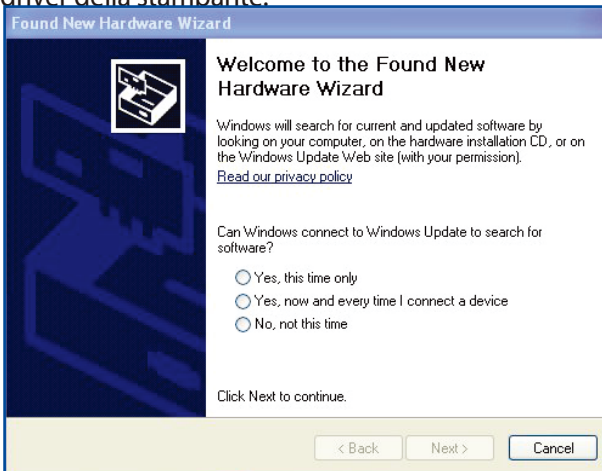 driver della stampante.
Found New Hardware Wizard
Welcome to the Found New
Hardware Wizard
Windows will search for current and updated software by
looking on your computer, on the hardware installation CD, or on
the Windows Update Web site (with your permission).
Read our privacy policy
Can Windows connect to Windows Update to search for
software?
Yes, this time only
Yes, now and every time I connect a device
No, not this time
Click Next to continue.
< Back
Next >
Cancel